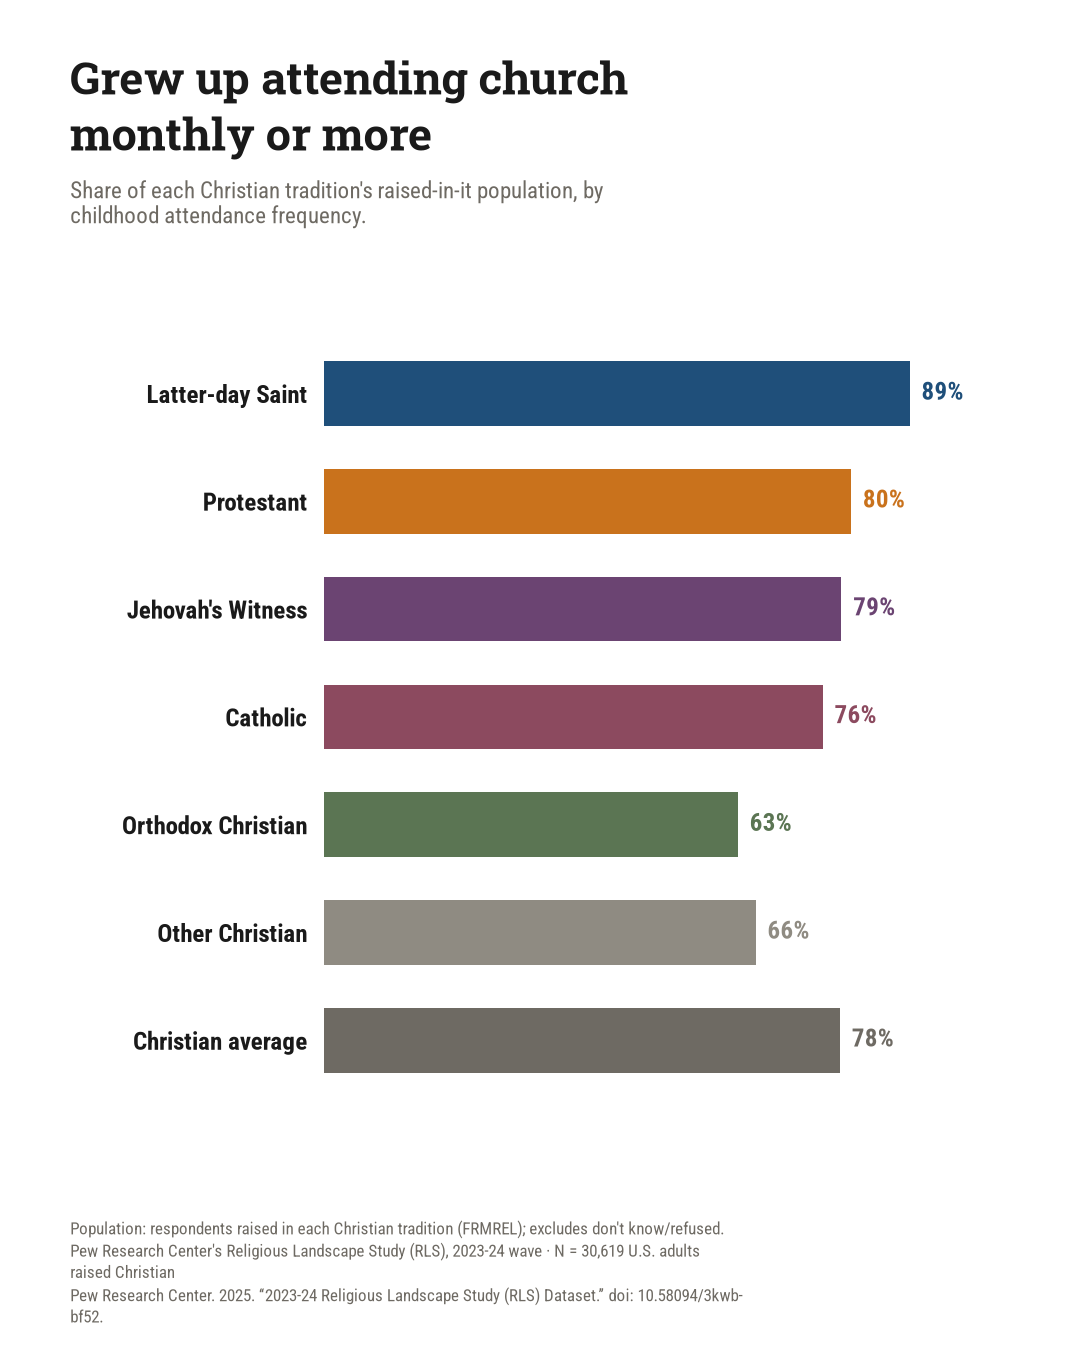 Grew up attending church
monthly or more
Share of each Christian tradition's raised-in-it population, by
childhood attendance frequency.
Latter-day Saint 89%
Protestant 80%
Jehovah's Witness 79%
Catholic 76%
Orthodox Christian 63%
Other Christian 66%
Christian average 78%
Population: respondents raised in each Christian tradition (FRMREL); excludes don't know/refused.
Pew Research Center's Religious Landscape Study (RLS), 2023-24 wave · N = 30,619 U.S. adults
raised Christian
Pew Research Center. 2025. “2023-24 Religious Landscape Study (RLS) Dataset.” doi: 10.58094/3kwb-
bf52.